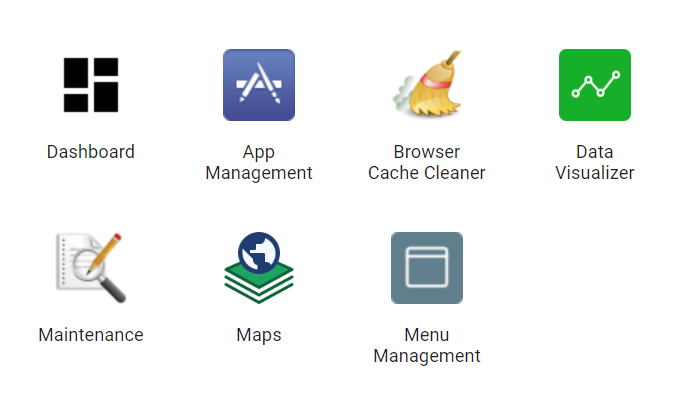 Dashboard
App
Management
Browser
Cache Cleaner
Data
Visualizer
Maintenance
Maps
Menu
Management